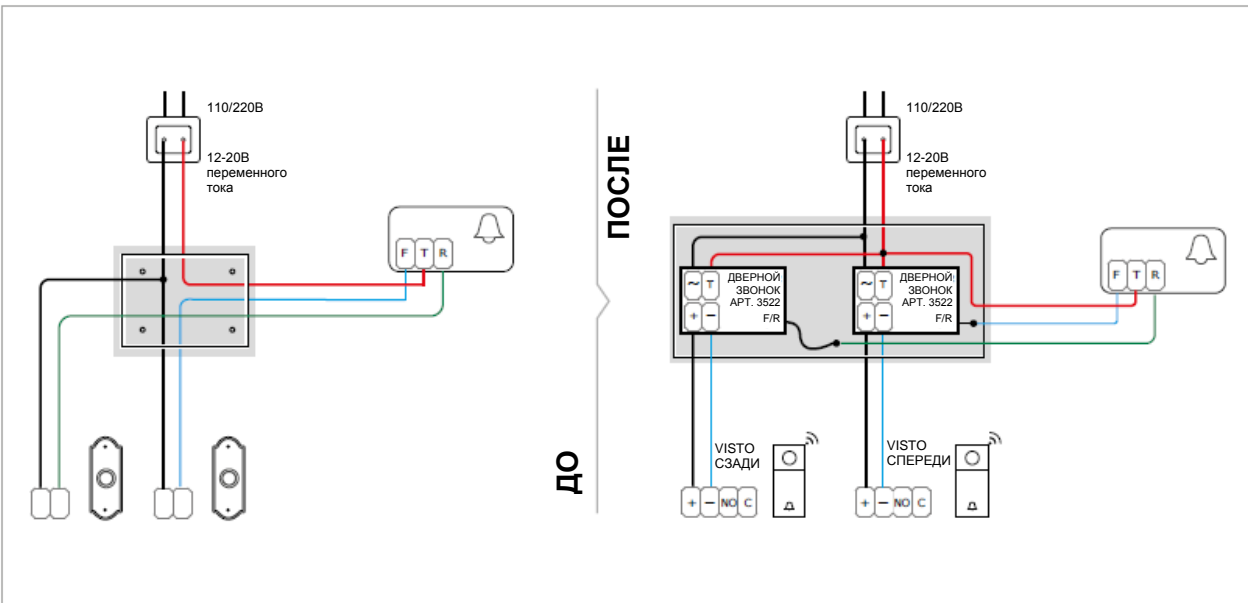 110/220В
12-20В
переменного
тока
F T R
ДО
ПОСЛЕ
110/220В
12-20В
переменного
тока
~ T
+ −
ДВЕРНОЙ
ЗВОНОК
АРТ. 3522
F/R
~ T
+ −
ДВЕРНОЙ
ЗВОНОК
АРТ. 3522
F/R
F T R
VISTO
СЗАДИ
+ − NO C
VISTO
СПЕРЕДИ
+ − NO C